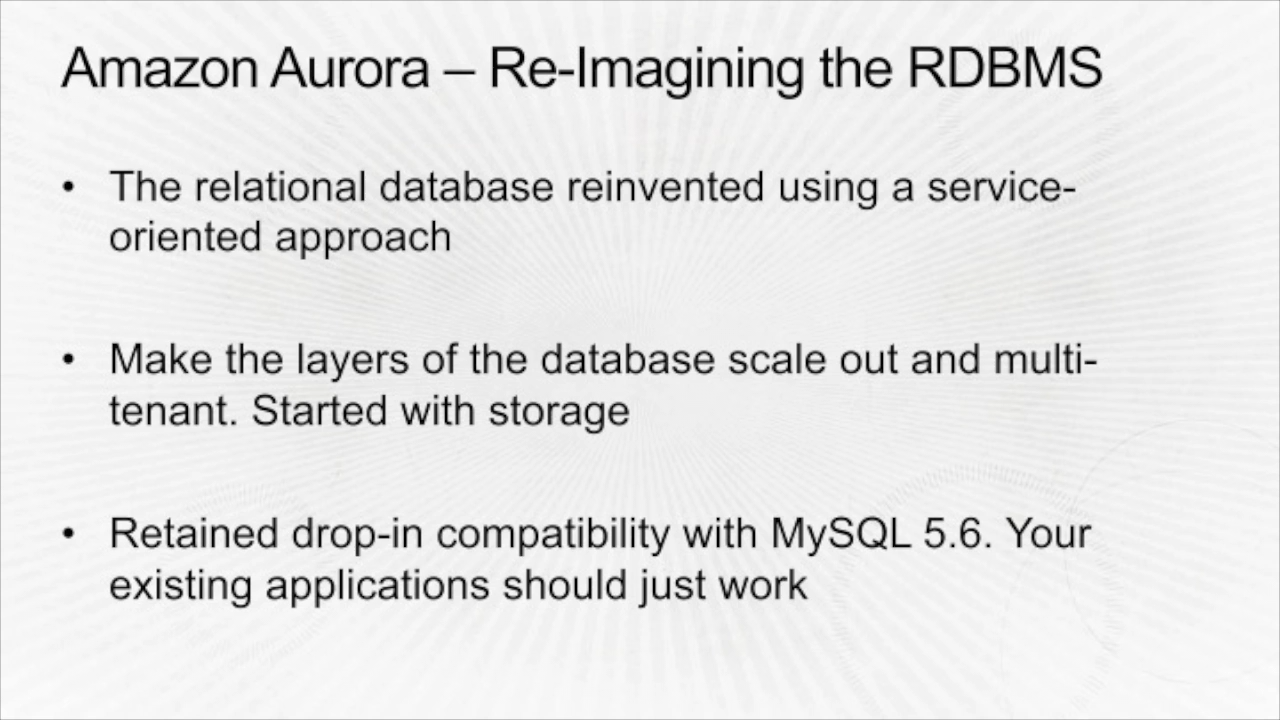 Amazon Aurora – Re-Imagining the RDBMS
• The relational database reinvented using a service-
oriented approach
• Make the layers of the database scale out and multi-
tenant. Started with storage
• Retained drop-in compatibility with MySQL 5.6. Your
existing applications should just work